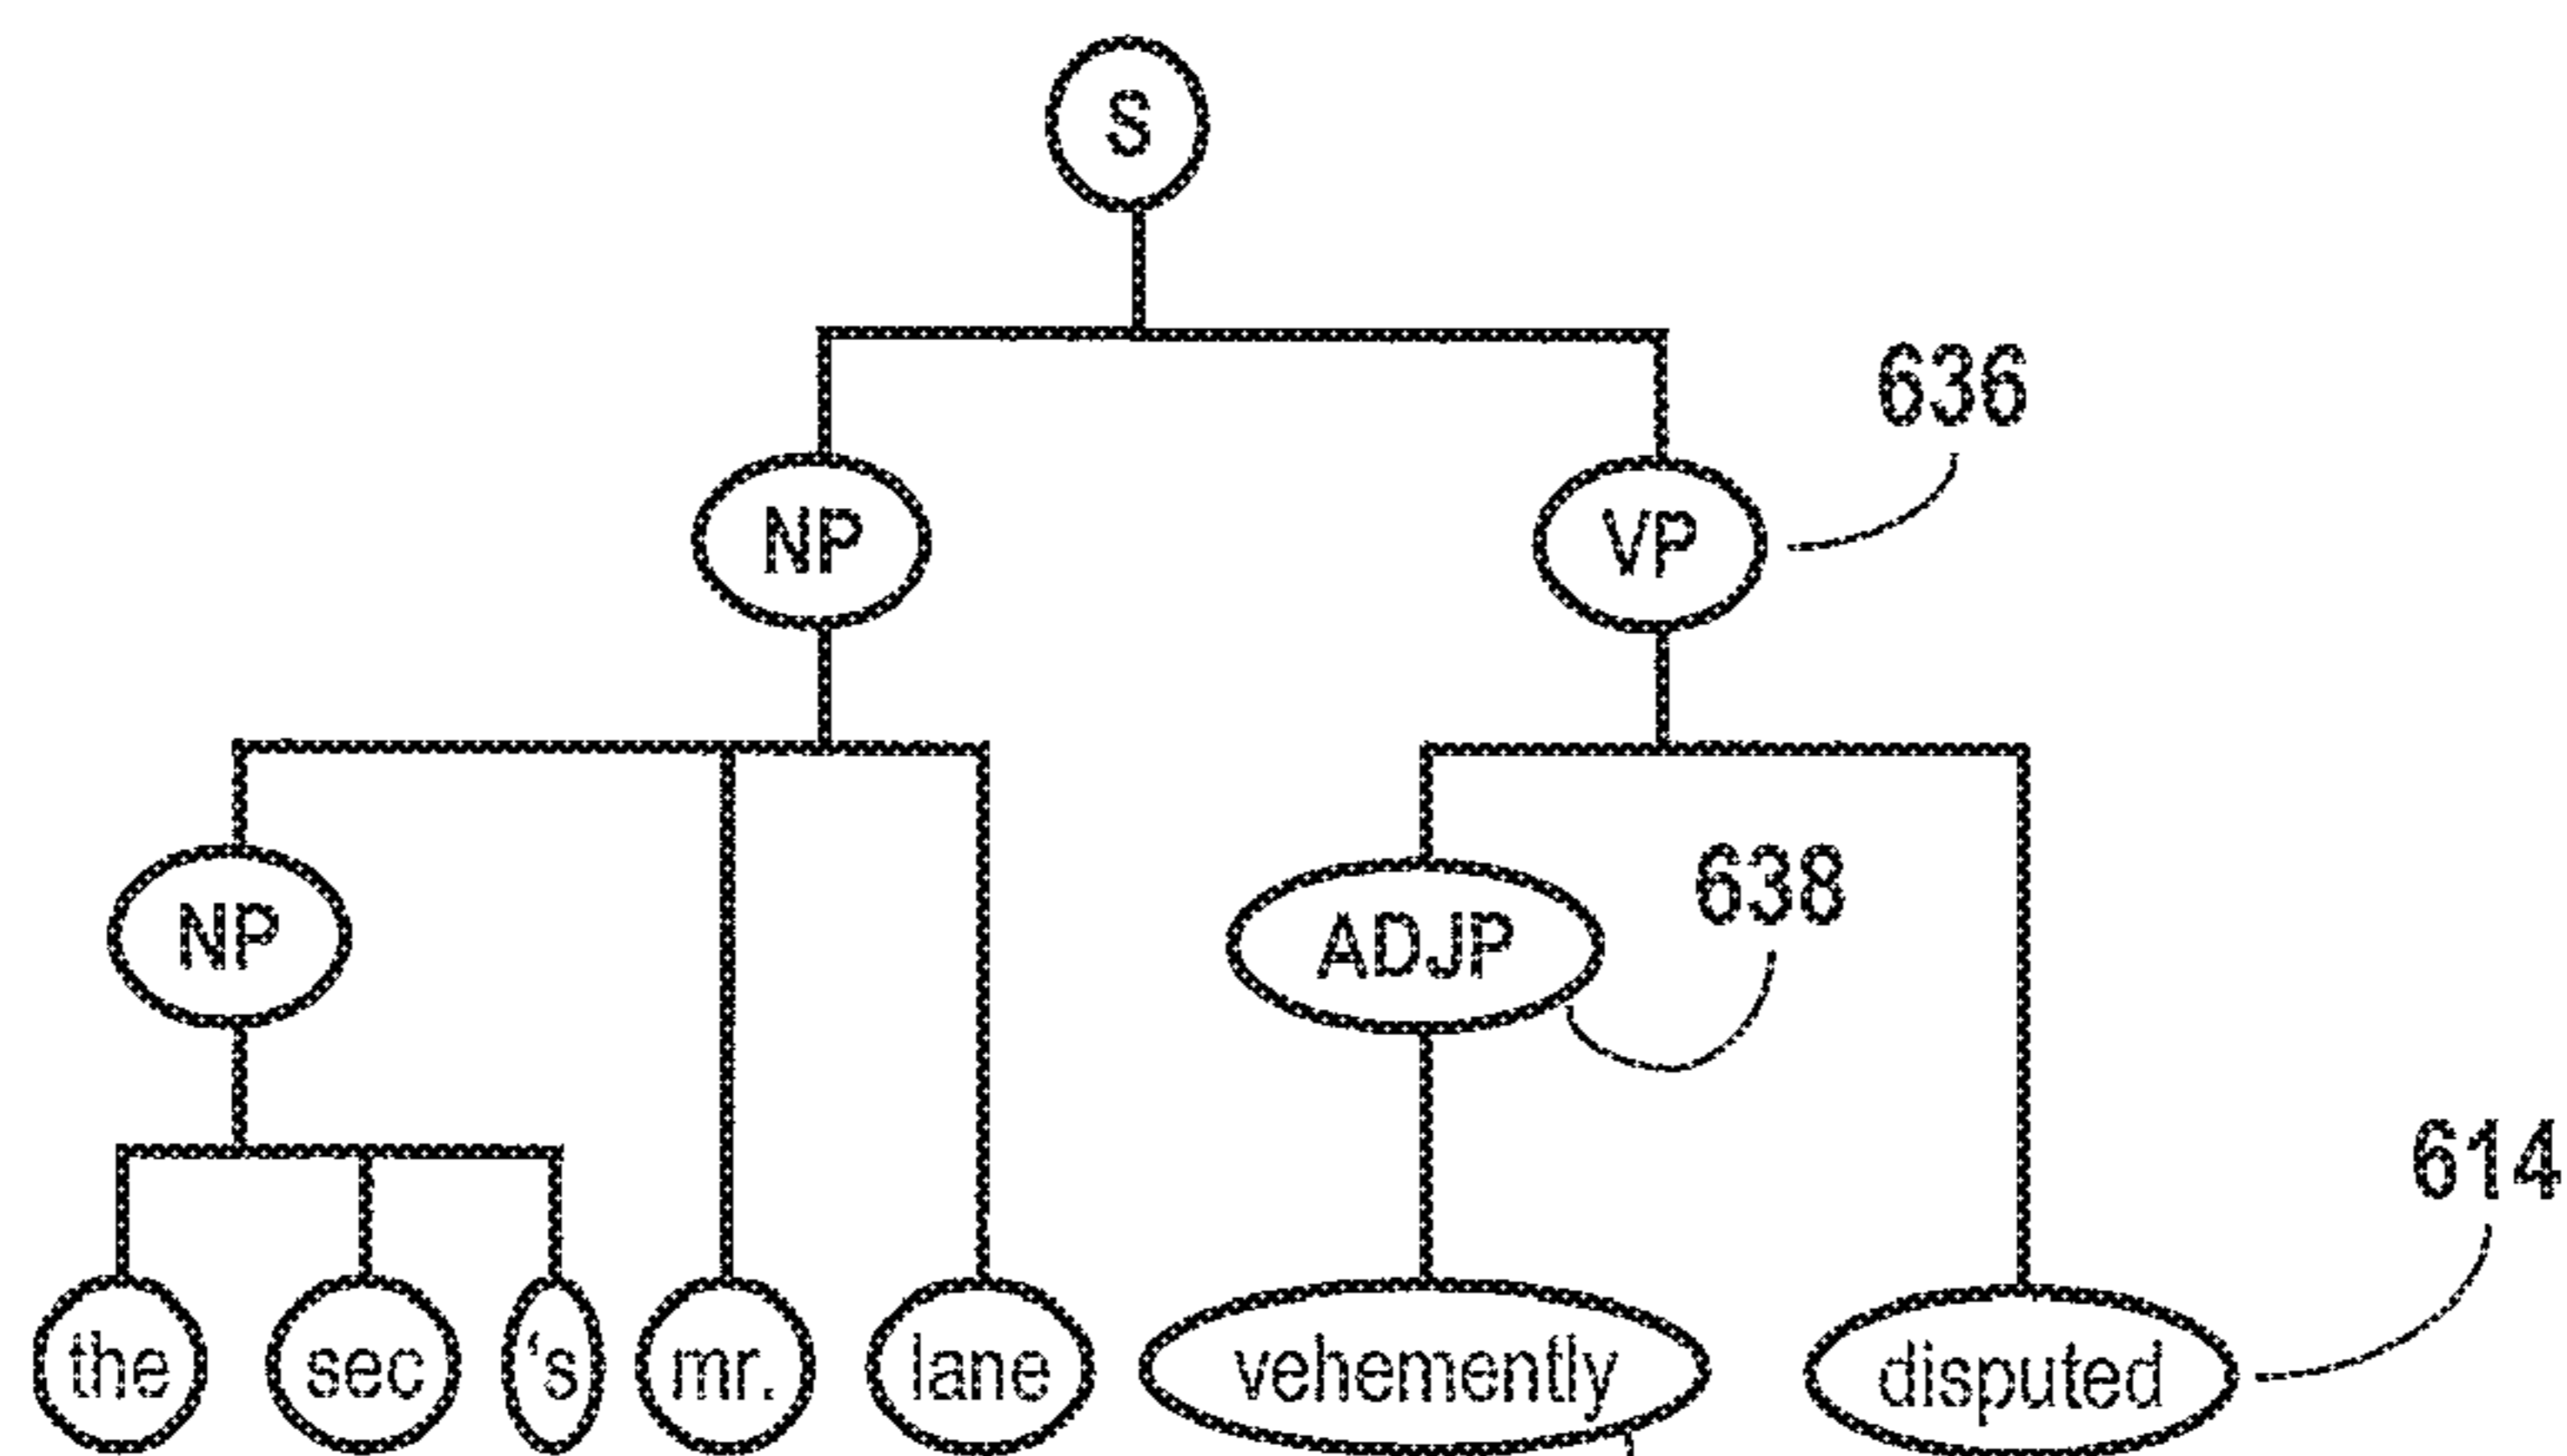 S
636
NP VP
638
NP ADJP
614
the sec 's mr. lane vehemently disputed